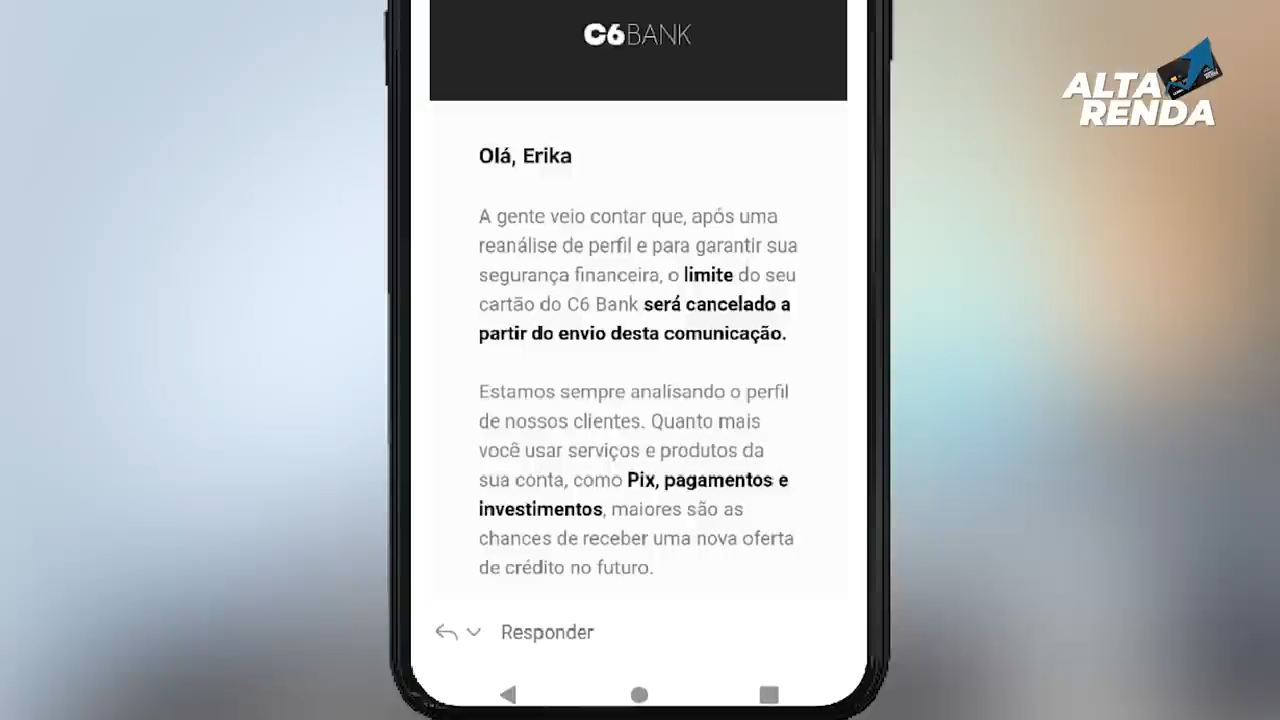 C6BANK
ALTA
RENDA
Olá, Erika
A gente veio contar que, após uma
reanálise de perfil e para garantir sua
segurança financeira, o limite do seu
cartão do C6 Bank será cancelado a
partir do envio desta comunicação.
Estamos sempre analisando o perfil
de nossos clientes. Quanto mais
você usar serviços e produtos da
sua conta, como Pix, pagamentos e
investimentos, maiores são as
chances de receber uma nova oferta
de crédito no futuro.
Responder